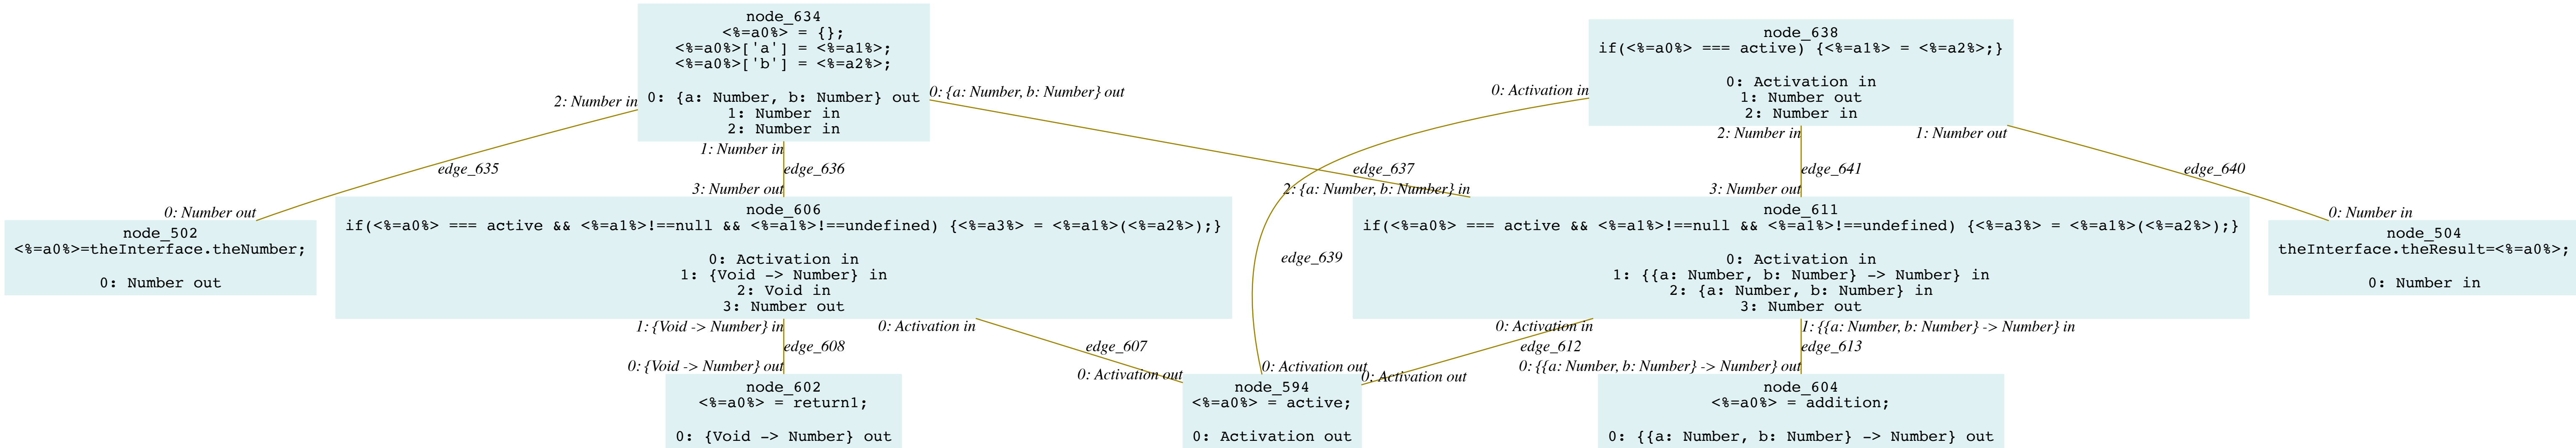 node_634
<%=a0%> = {};
<%=a0%>['a'] = <%=a1%>;
<%=a0%>['b'] = <%=a2%>;
0: {a: Number, b: Number} out
1: Number in
2: Number in
node_638
if(<%=a0%> === active) {<%=a1%> = <%=a2%>;}
0: Activation in
1: Number out
2: Number in
2: Number in
0: {a: Number, b: Number} out
0: Activation in
1: Number in
2: Number in
1: Number out
edge_635
edge_636
edge_637
edge_641
edge_640
0: Number out
3: Number out
2: {a: Number, b: Number} in
3: Number out
0: Number in
node_502
<%=a0%>=theInterface.theNumber;
0: Number out
node_606
if(<%=a0%> === active && <%=a1%>!==null && <%=a1%>!==undefined) {<%=a3%> = <%=a1%>(<%=a2%>);}
0: Activation in
1: {Void -> Number} in
2: Void in
3: Number out
edge_639
node_611
if(<%=a0%> === active && <%=a1%>!==null && <%=a1%>!==undefined) {<%=a3%> = <%=a1%>(<%=a2%>);}
0: Activation in
1: {{a: Number, b: Number} -> Number} in
2: {a: Number, b: Number} in
3: Number out
node_504
theInterface.theResult=<%=a0%>;
0: Number in
1: {Void -> Number} in
0: Activation in
0: Activation in
1: {{a: Number, b: Number} -> Number} in
edge_608
edge_607
edge_612
edge_613
0: {Void -> Number} out
0: Activation out
0: Activation out
0: Activation out
0: {{a: Number, b: Number} -> Number} out
node_602
<%=a0%> = return1;
0: {Void -> Number} out
node_594
<%=a0%> = active;
0: Activation out
node_604
<%=a0%> = addition;
0: {{a: Number, b: Number} -> Number} out